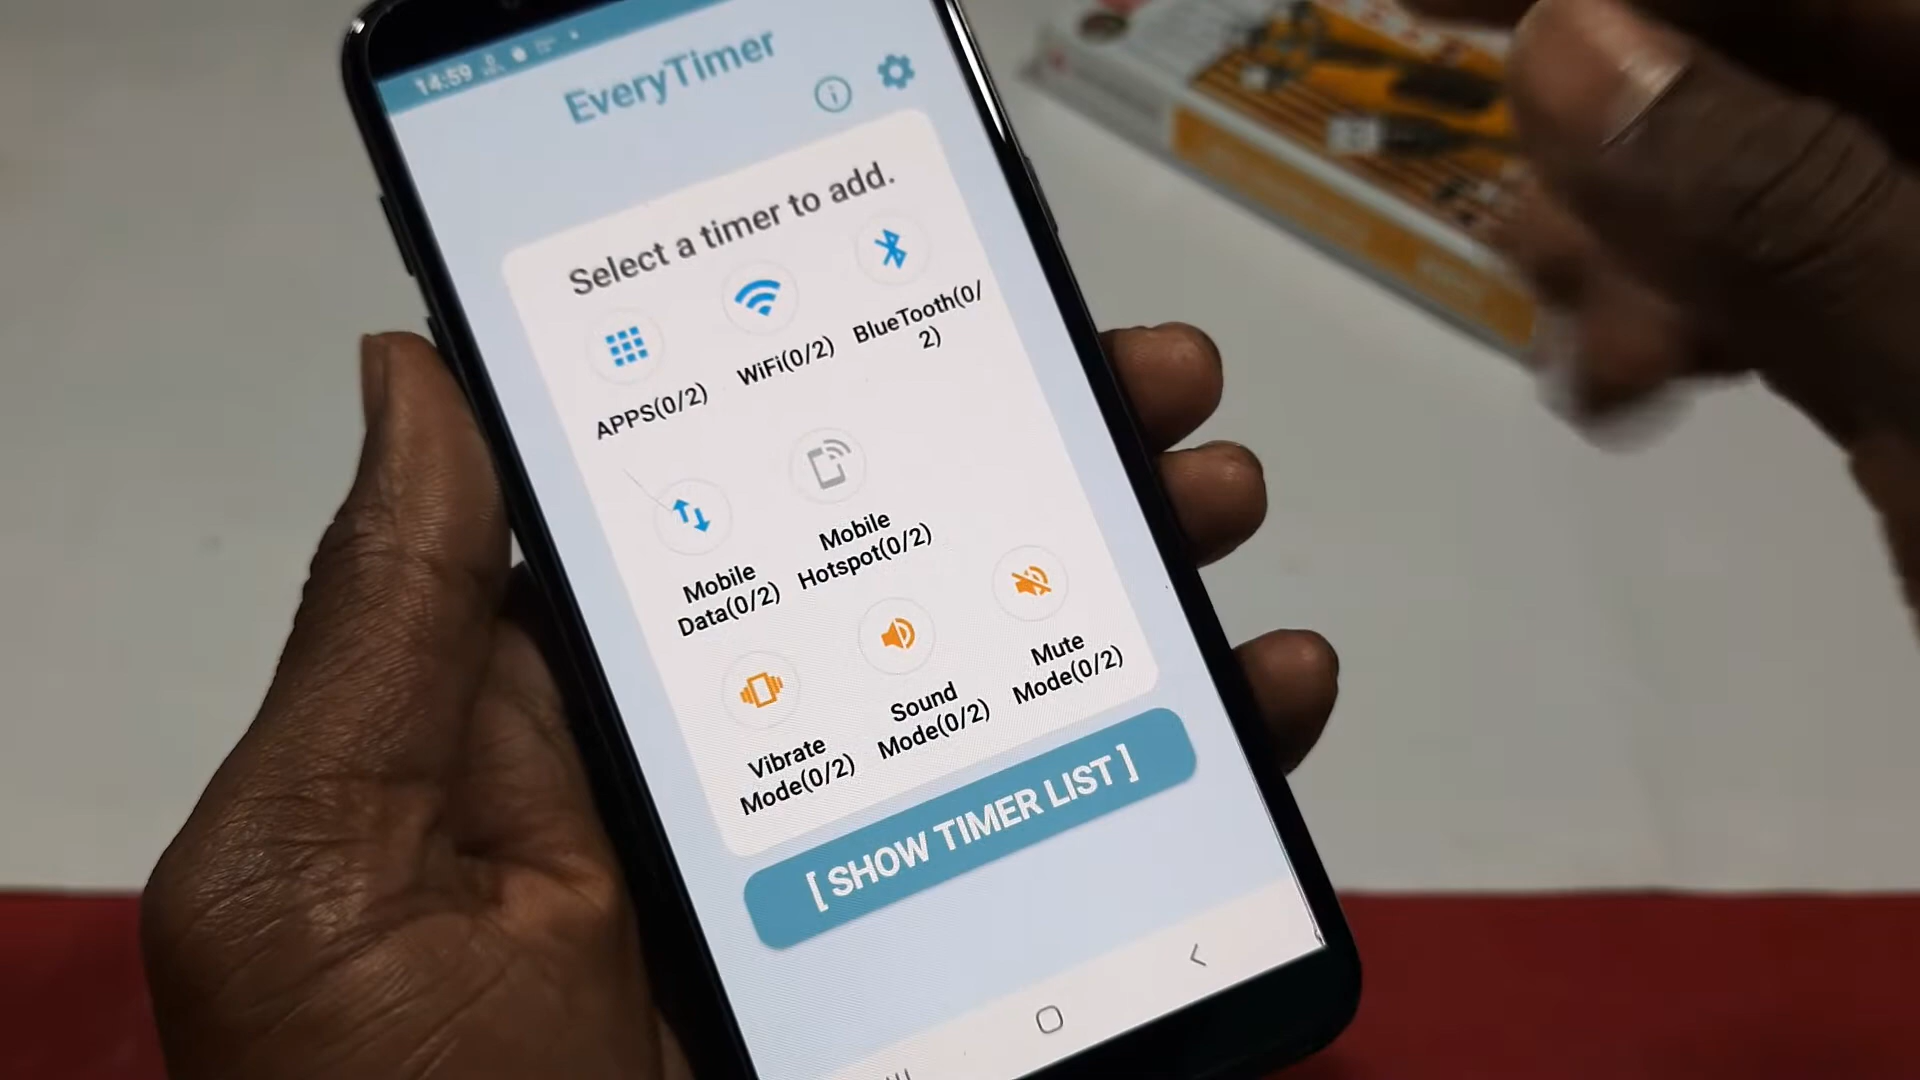 14:59
EveryTimer
Select a timer to add.
APPS(0/2)
WiFi(0/2)
BlueTooth(0/
2)
Mobile
Data(0/2)
Mobile
Hotspot(0/2)
Vibrate
Mode(0/2)
Sound
Mode(0/2)
Mute
Mode(0/2)
[ SHOW TIMER LIST ]